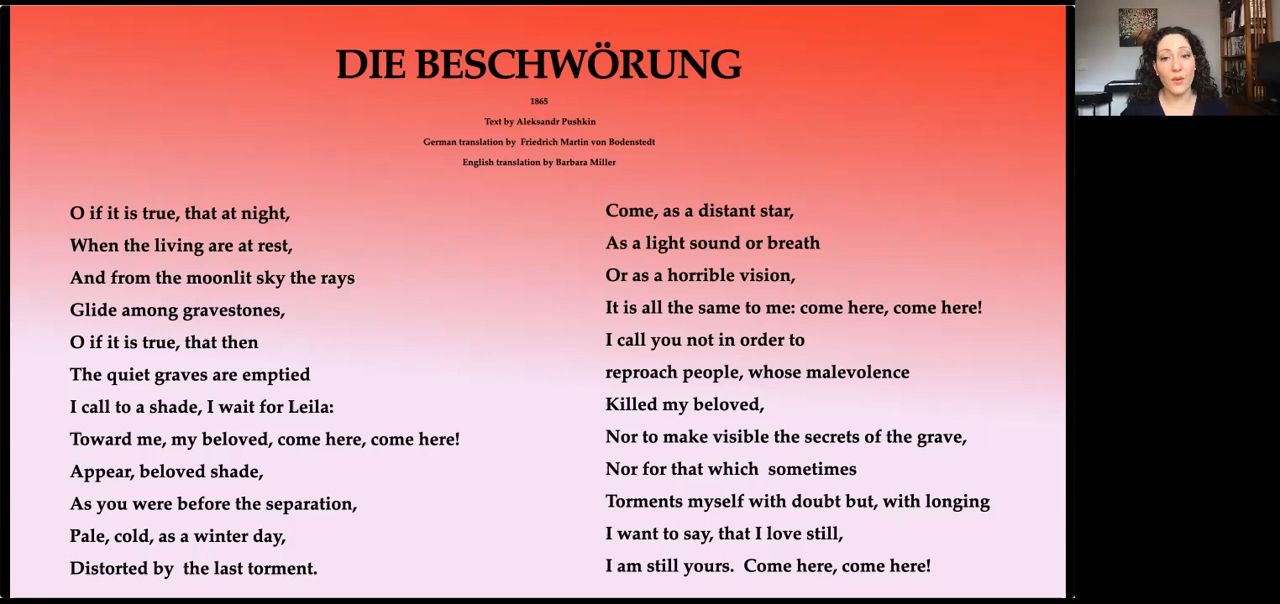 DIE BESCHWÖRUNG
1865
Text by Aleksandr Pushkin
German translation by  Friedrich Martin von Bodenstedt
English translation by Barbara Miller
O if it is true, that at night,
When the living are at rest,
And from the moonlit sky the rays
Glide among gravestones,
O if it is true, that then
The quiet graves are emptied
I call to a shade, I wait for Leila:
Toward me, my beloved, come here, come here!
Appear, beloved shade,
As you were before the separation,
Pale, cold, as a winter day,
Distorted by  the last torment.
Come, as a distant star,
As a light sound or breath
Or as a horrible vision,
It is all the same to me: come here, come here!
I call you not in order to
reproach people, whose malevolence
Killed my beloved,
Nor to make visible the secrets of the grave,
Nor for that which  sometimes
Torments myself with doubt but, with longing
I want to say, that I love still,
I am still yours.  Come here, come here!